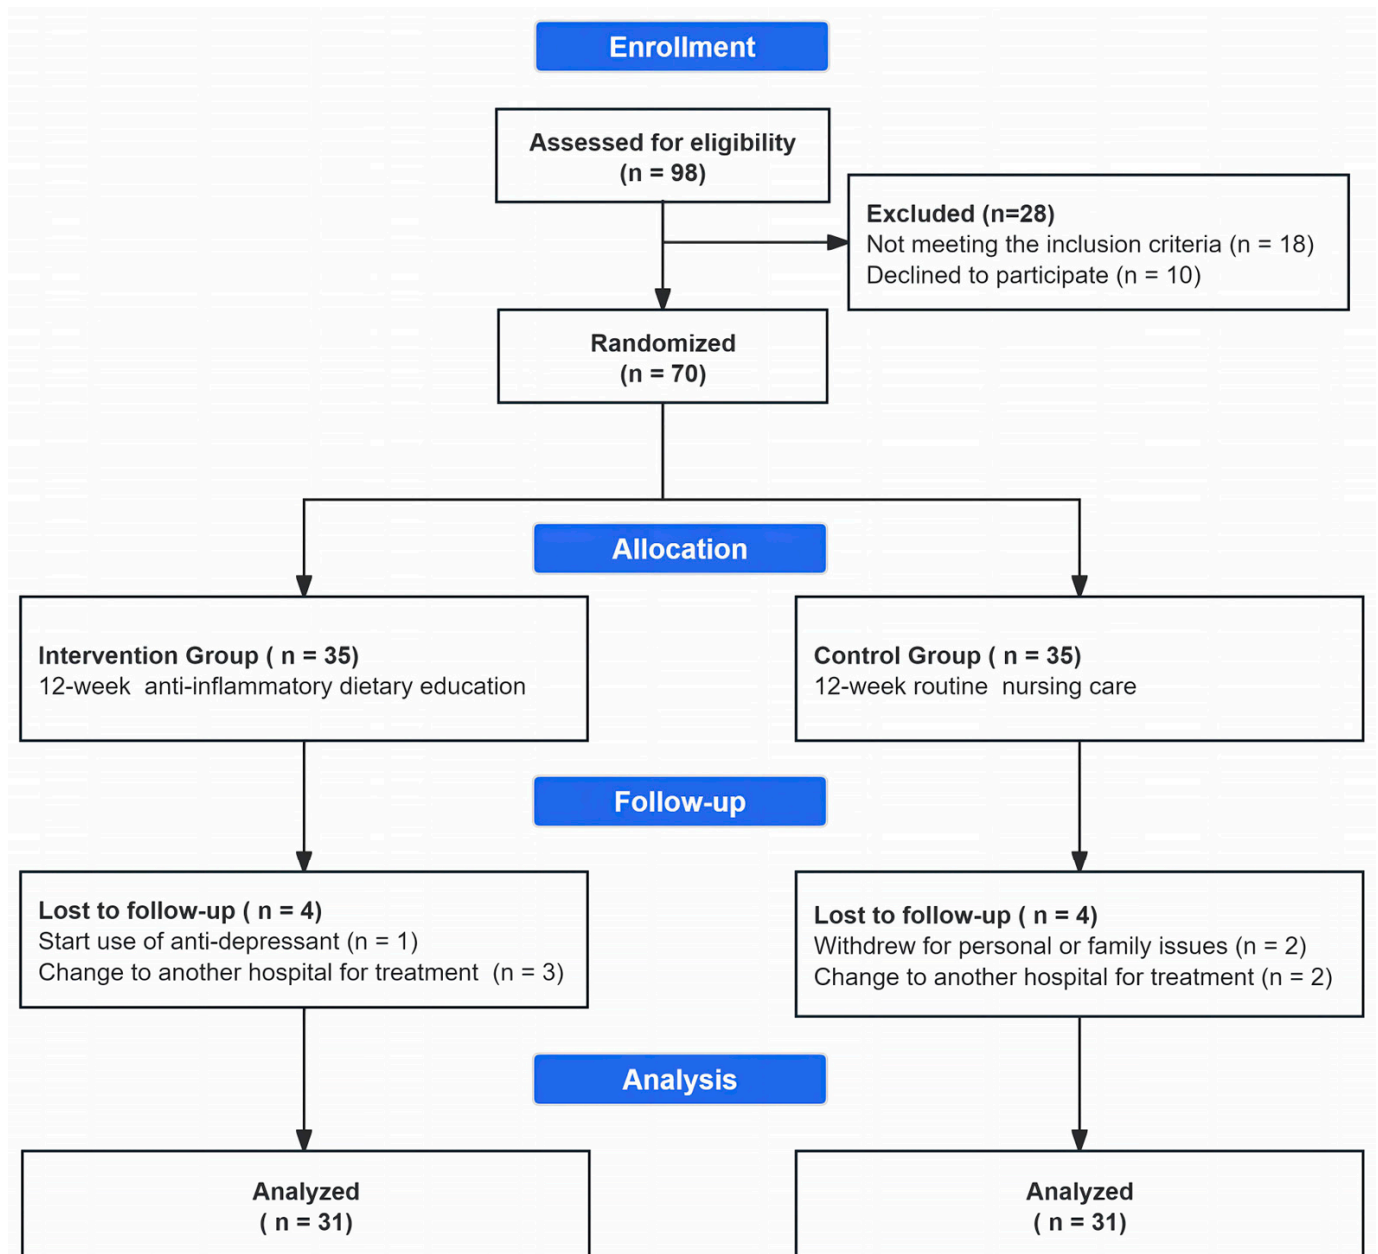 Enrollment
Assessed for eligibility
(n = 98)
Excluded (n=28)
Not meeting the inclusion criteria (n = 18)
Declined to participate (n = 10)
Randomized
(n = 70)
Allocation
Intervention Group ( n = 35)
12-week  anti-inflammatory dietary education
Control Group ( n = 35)
12-week routine  nursing care
Follow-up
Lost to follow-up ( n = 4)
Start use of anti-depressant (n = 1)
Change to another hospital for treatment  (n = 3)
Lost to follow-up ( n = 4)
Withdrew for personal or family issues (n = 2)
Change to another hospital for treatment (n = 2)
Analysis
Analyzed
( n = 31)
Analyzed
( n = 31)